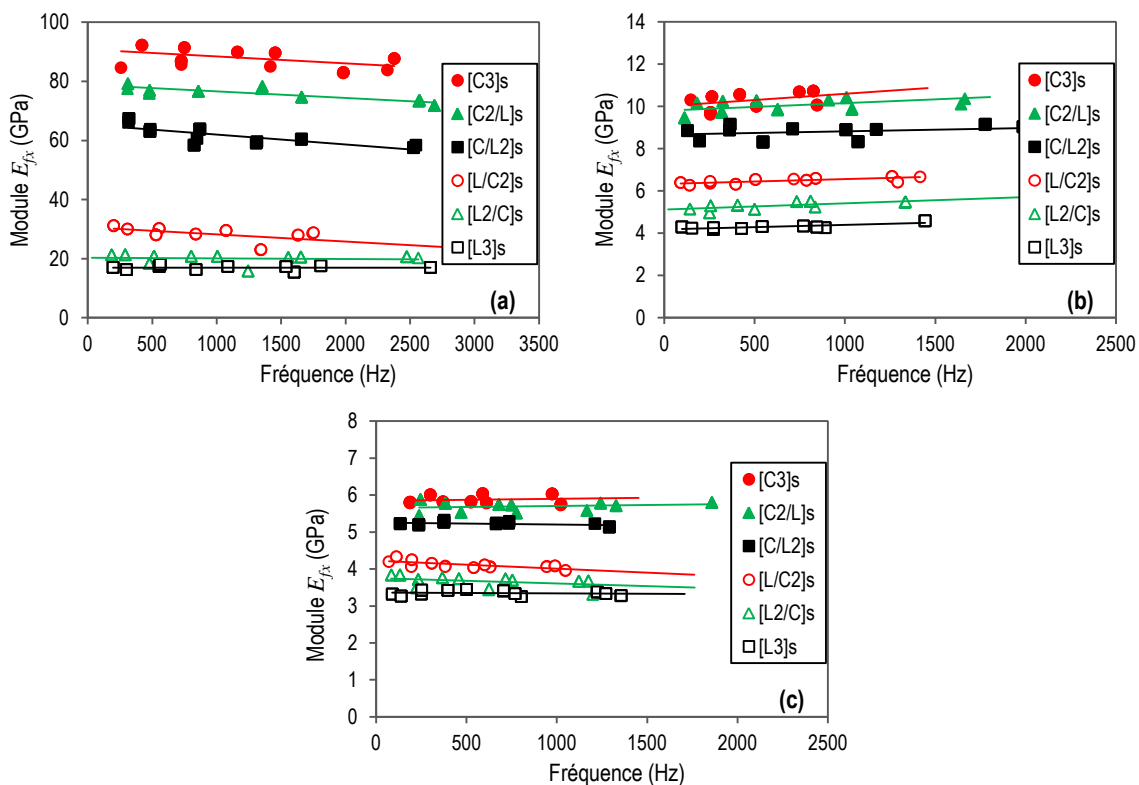 (a)
Module Efx (GPa)
100
80
60
40
20
0
0 500 1000 1500 2000 2500 3000 3500
Fréquence (Hz)
[C3]s
[C2/L]s
[C/L2]s
[L/C2]s
[L2/C]s
[L3]s
(b)
Module Efx (GPa)
14
12
10
8
6
4
2
0
0 500 1000 1500 2000 2500
Fréquence (Hz)
[C3]s
[C2/L]s
[C/L2]s
[L/C2]s
[L2/C]s
[L3]s
(c)
Module Efx (GPa)
8
7
6
5
4
3
2
1
0
0 500 1000 1500 2000 2500
Fréquence (Hz)
[C3]s
[C2/L]s
[C/L2]s
[L/C2]s
[L2/C]s
[L3]s